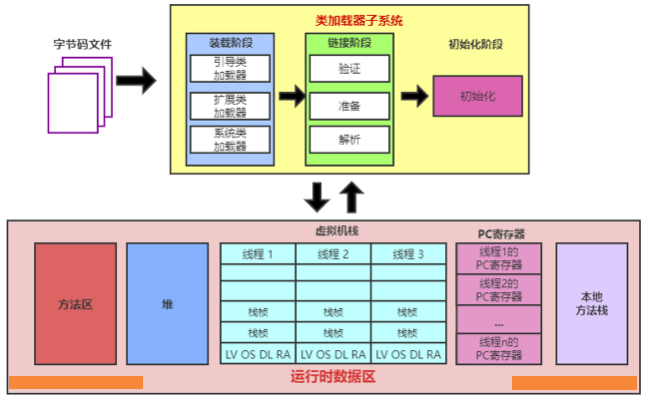 类加载器子系统
字节码文件
装载阶段
链接阶段
初始化阶段
引导类
加载器
验证
扩展类
加载器
准备
初始化
系统类
加载器
解析
虚拟机栈
PC寄存器
线程 1
线程 2
线程 3
线程1的
PC寄存器
线程2的
PC寄存器
方法区
堆
本地
方法栈
栈桢
栈桢
栈桢
...
栈桢
栈桢
栈桢
线程n的
PC寄存器
LV OS DL RA
LV OS DL RA
LV OS DL RA
运行时数据区